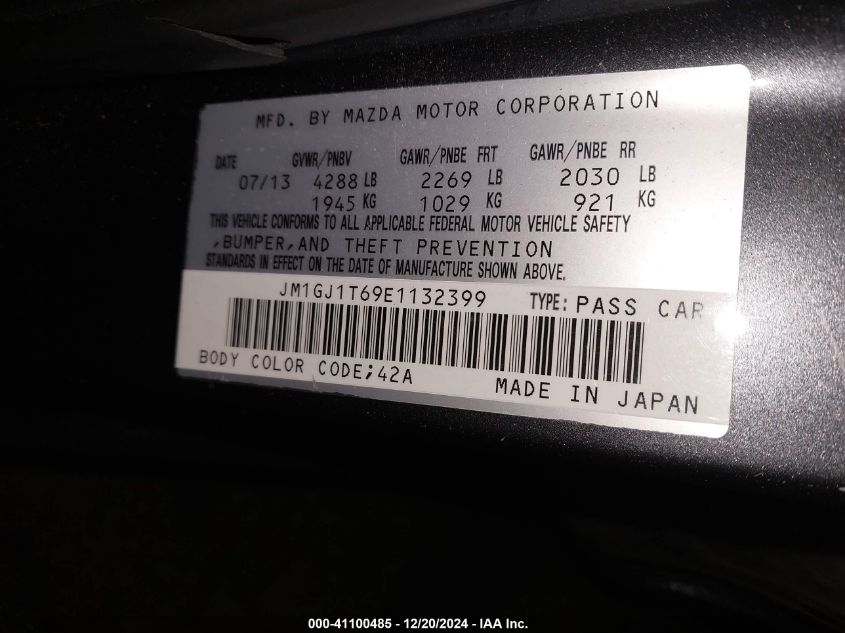 MFD. BY MAZDA MOTOR CORPORATION
DATE GVWR/PNBV GAWR/PNBE FRT GAWR/PNBE RR
07/13 4288 LB 2269 LB 2030 LB
1945 KG 1029 KG 921 KG
THIS VEHICLE CONFORMS TO ALL APPLICABLE FEDERAL MOTOR VEHICLE SAFETY
,BUMPER,AND THEFT PREVENTION
STANDARDS IN EFFECT ON THE DATE OF MANUFACTURE SHOWN ABOVE.
JM1GJ1T69E1132399 TYPE: PASS CAR
BODY COLOR CODE;42A
MADE IN JAPAN
000-41100485 - 12/20/2024 - IAA Inc.